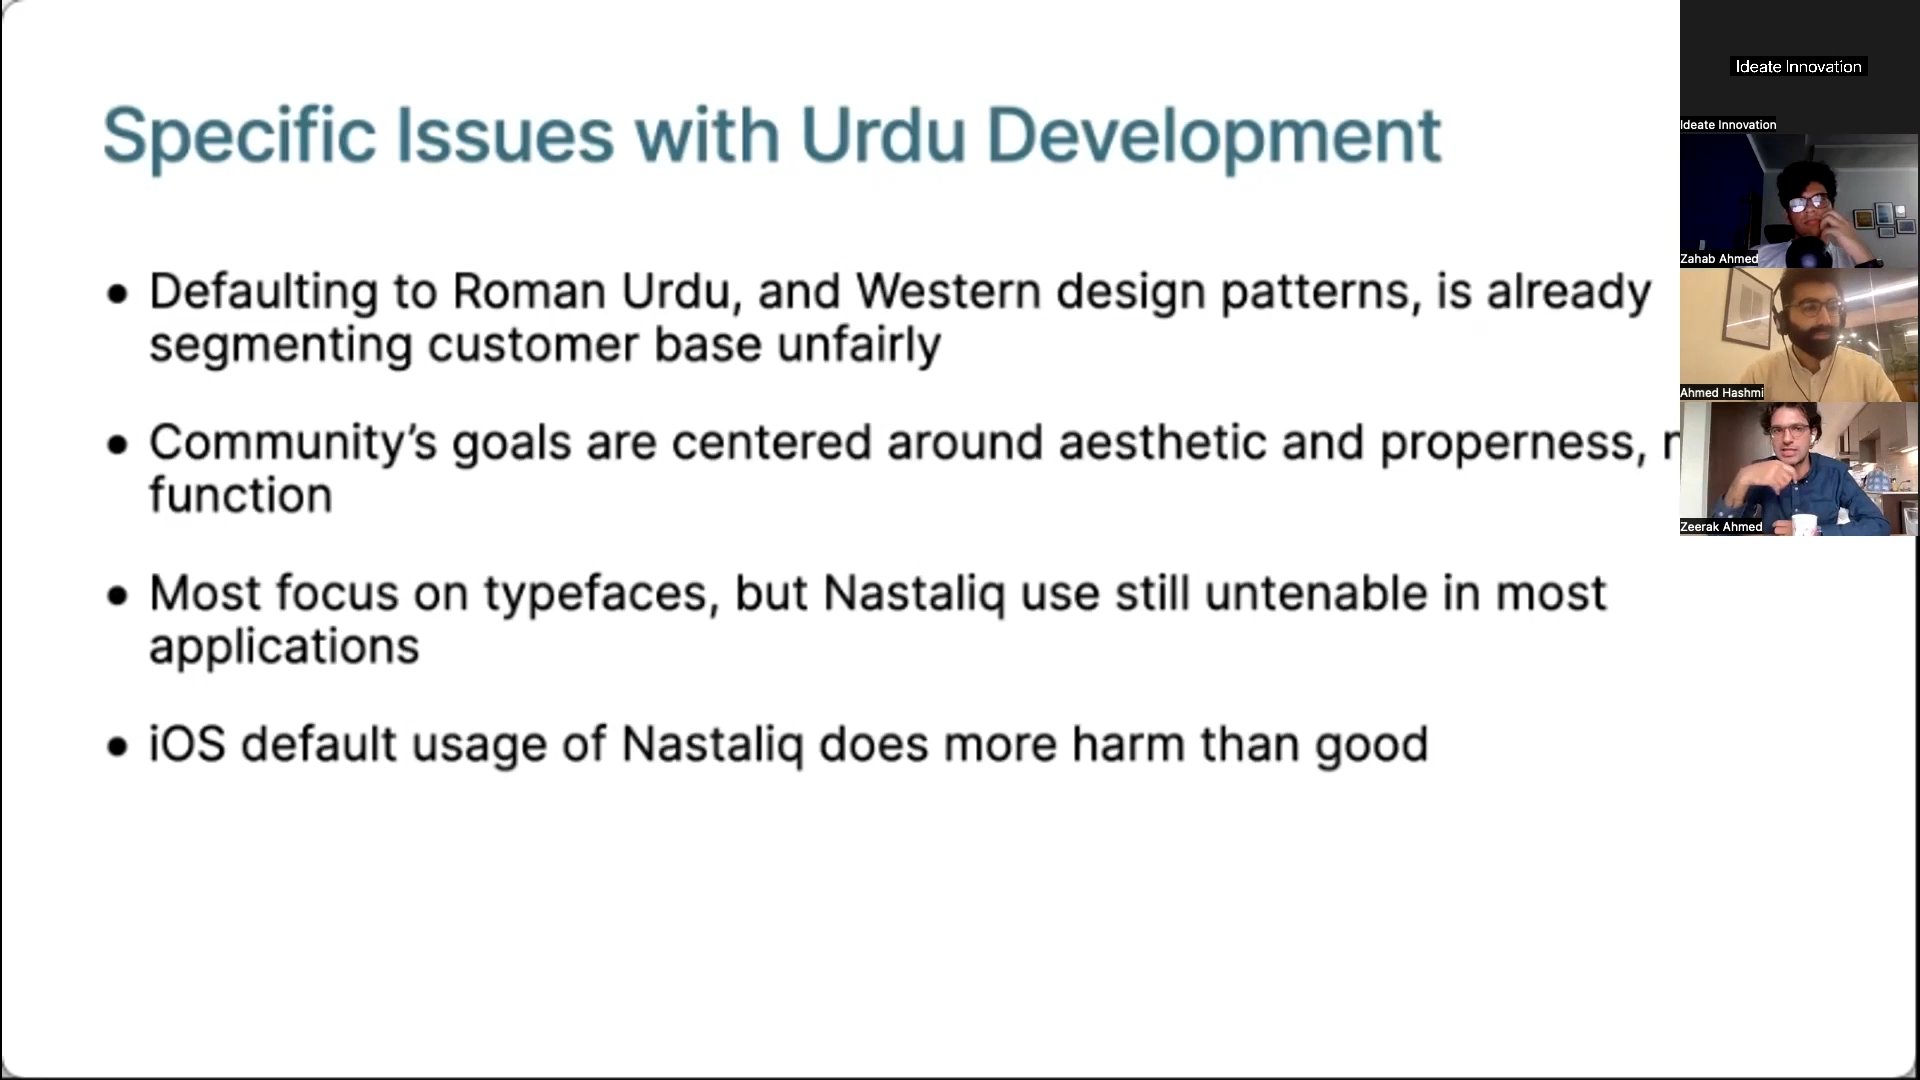 Specific Issues with Urdu Development
• Defaulting to Roman Urdu, and Western design patterns, is already
segmenting customer base unfairly
• Community’s goals are centered around aesthetic and properness,
function
• Most focus on typefaces, but Nastaliq use still untenable in most
applications
• iOS default usage of Nastaliq does more harm than good
Ideate Innovation
Ideate Innovation
Zahab Ahmed
Ahmed Hashmi
Zeerak Ahmed